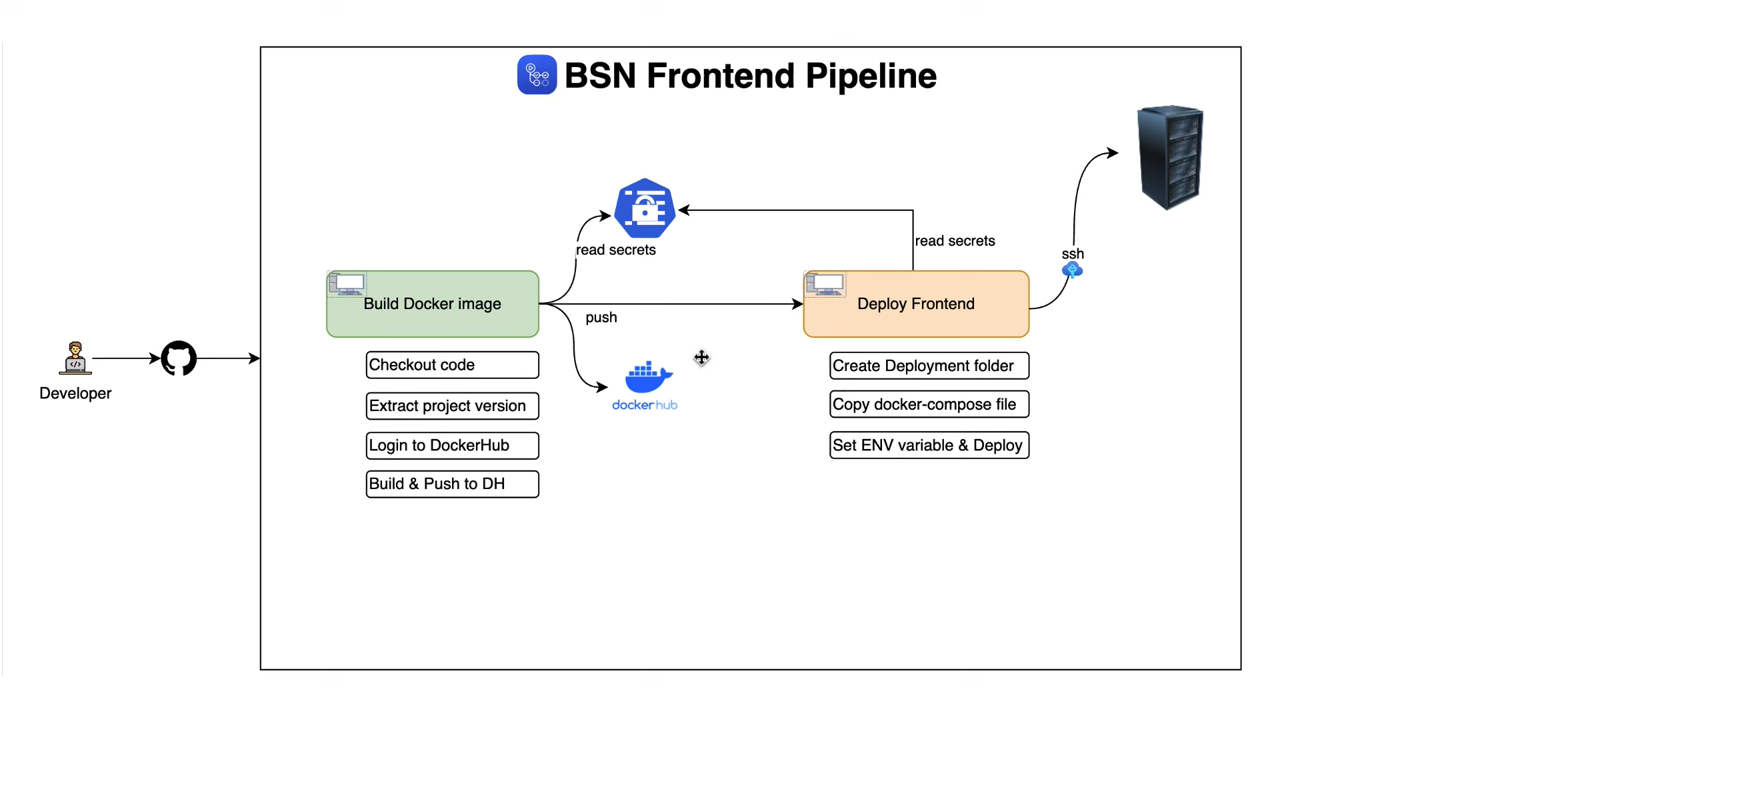 BSN Frontend Pipeline
read secrets
read secrets
ssh
Build Docker image
push
Deploy Frontend
Developer
Checkout code
Extract project version
Login to DockerHub
Build & Push to DH
dockerhub
Create Deployment folder
Copy docker-compose file
Set ENV variable & Deploy